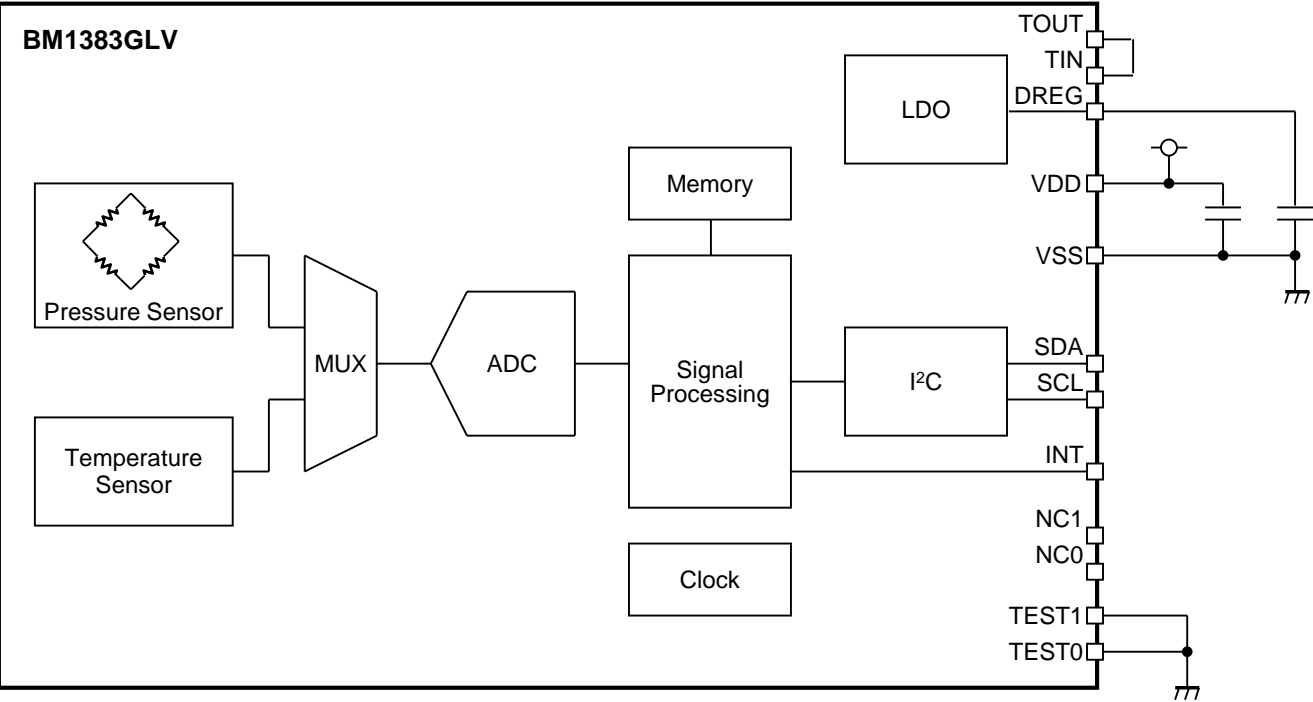 BM1383GLV
TOUT
TIN
DREG
LDO
VDD
Memory
VSS
Pressure Sensor
MUX
ADC
Signal
Processing
I²C
SDA
SCL
Temperature
Sensor
INT
NC1
NC0
Clock
TEST1
TEST0